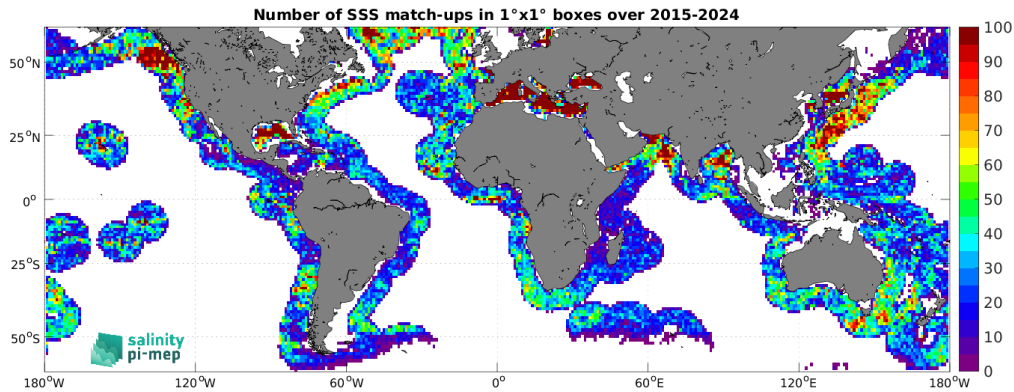 Number of SSS match-ups in 1°x1° boxes over 2015-2024
100
90
80
70
60
50
40
30
20
10
0
50°N
25°N
0°
25°S
50°S
180°W
120°W
60°W
0°
60°E
120°E
180°W
salinity
pi-mep